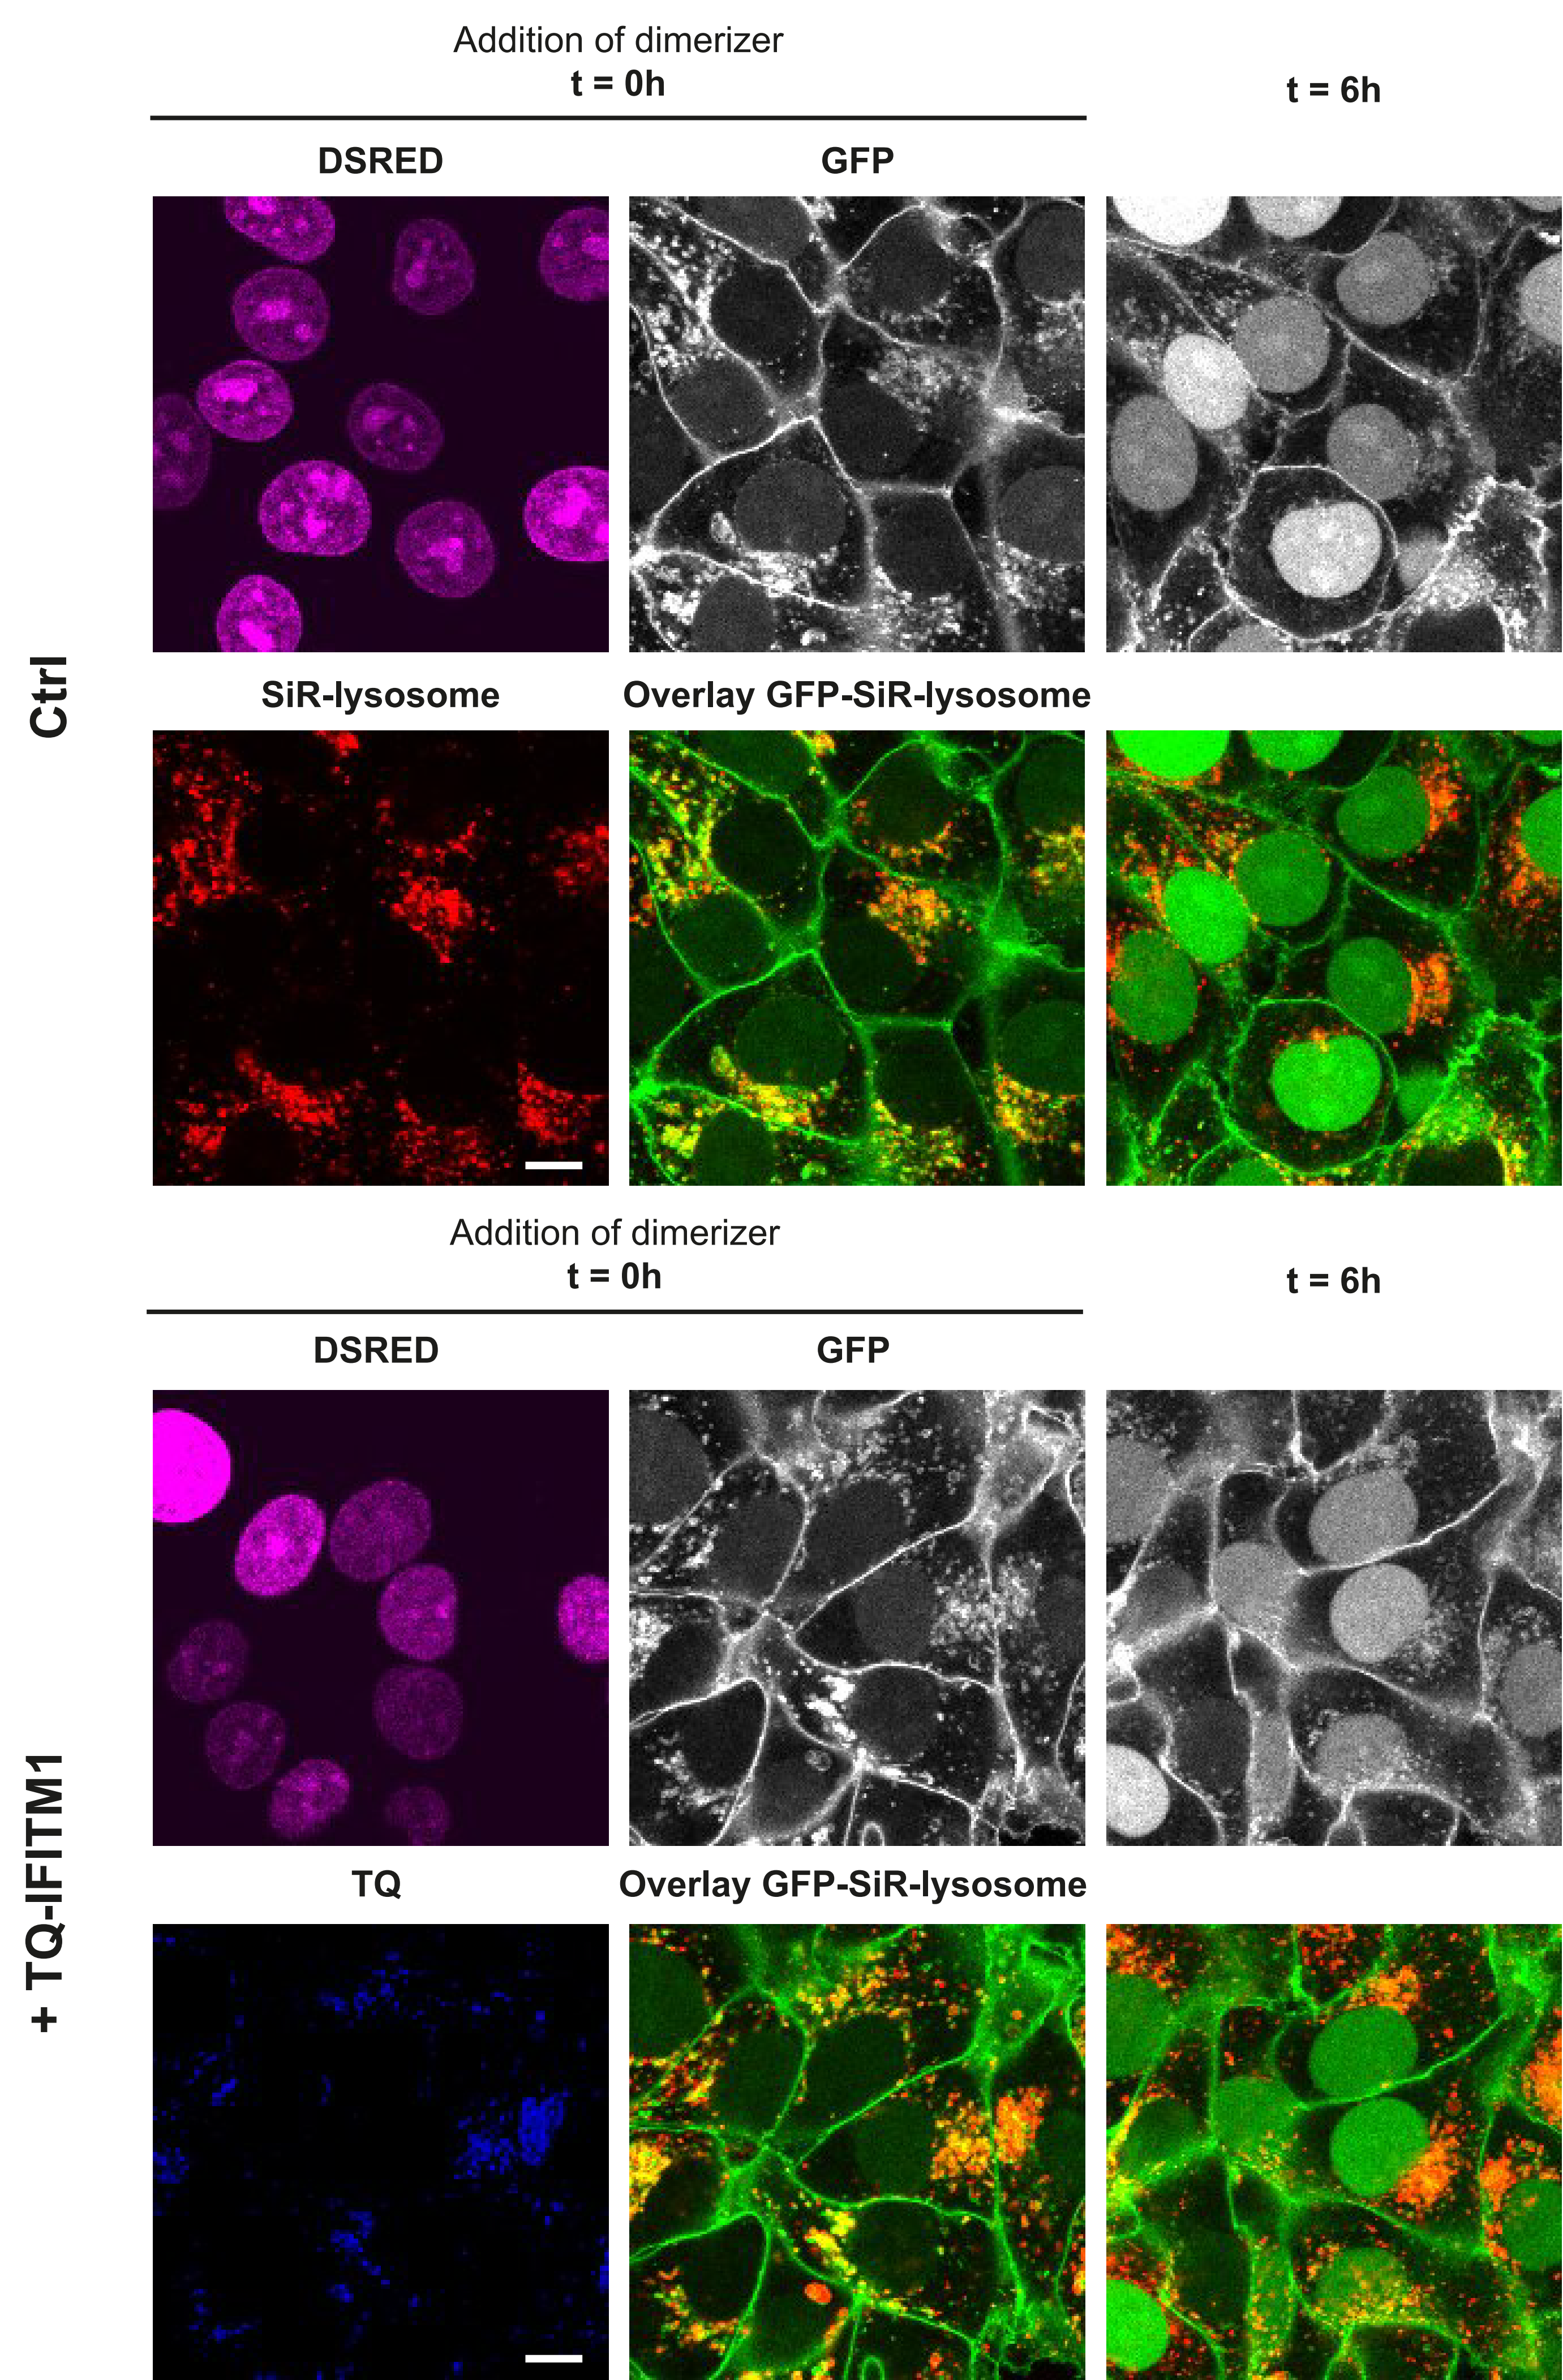 Addition of dimerizer
t = 0h
t = 6h
DSRED
GFP
Ctrl
SiR-lysosome
Overlay GFP-SiR-lysosome
Addition of dimerizer
t = 0h
t = 6h
DSRED
GFP
+ TQ-IFITM1
TQ
Overlay GFP-SiR-lysosome